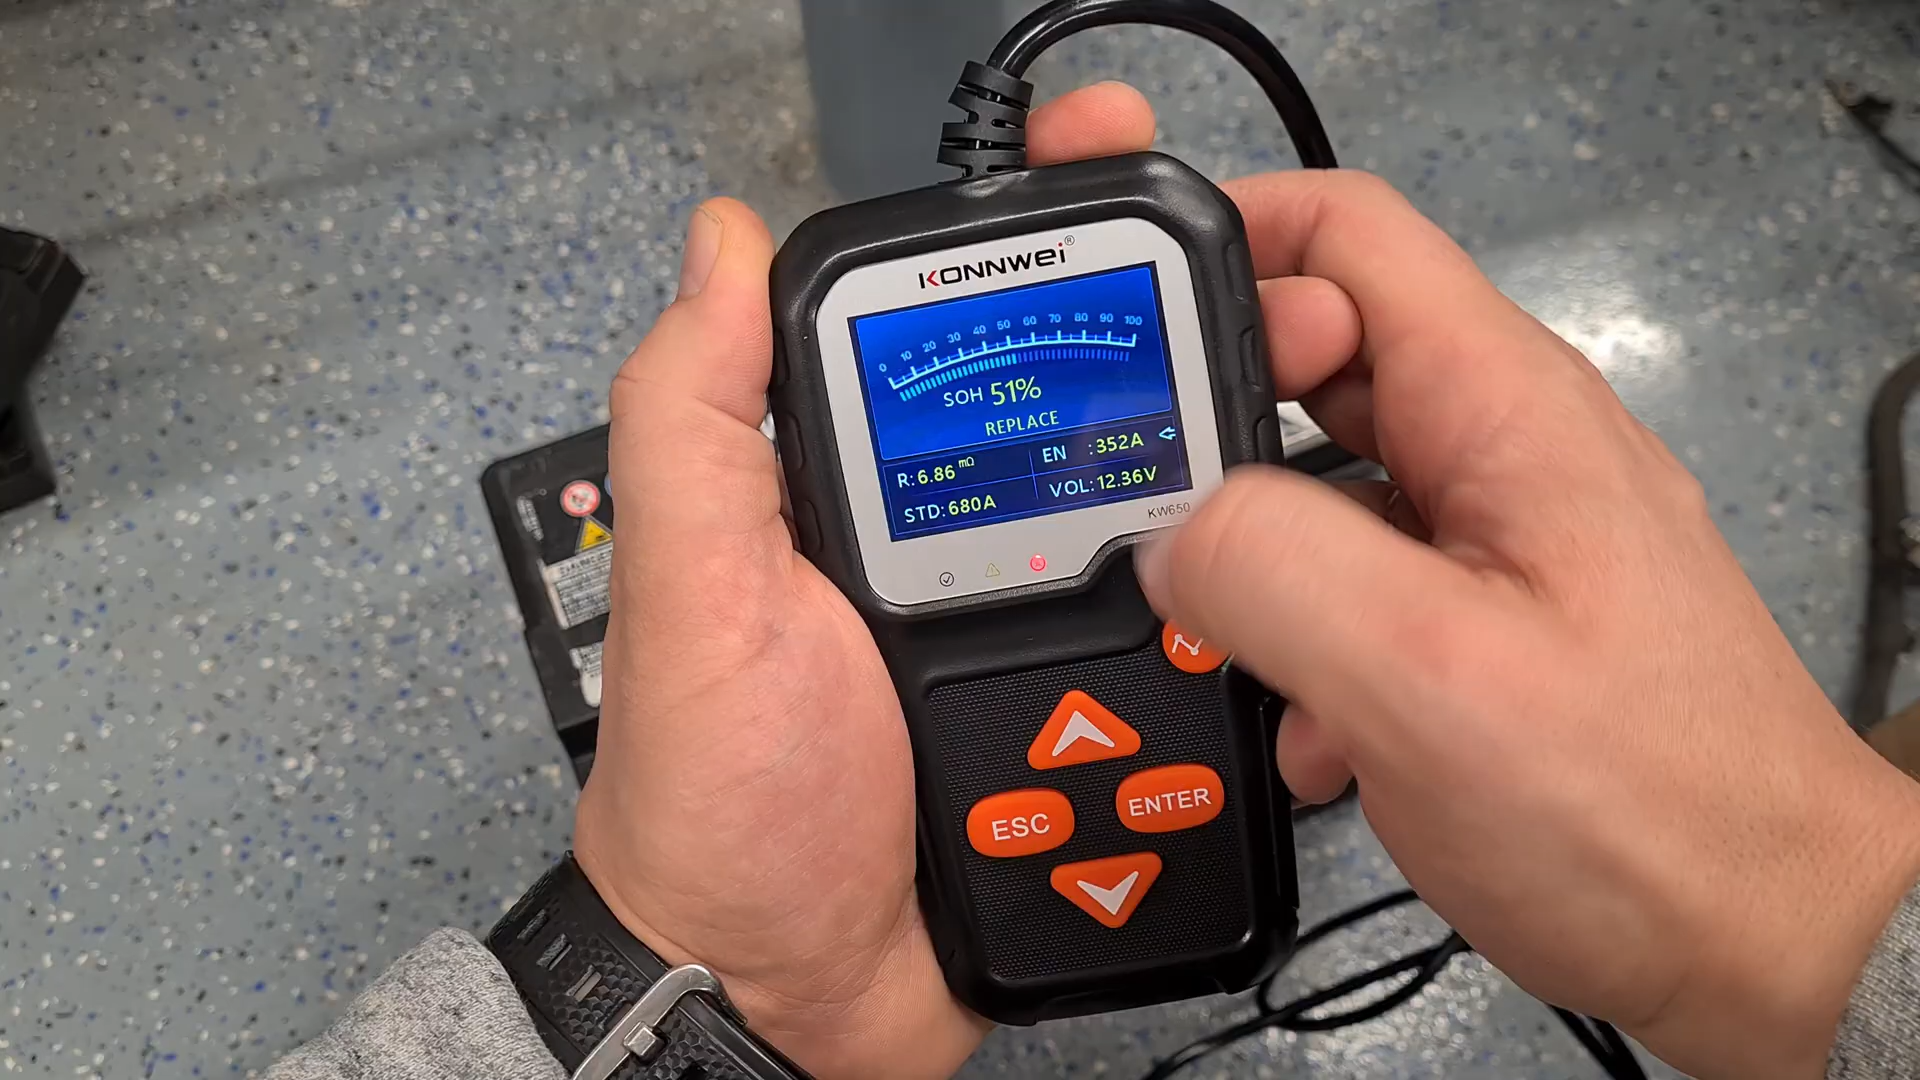 KONNWEI®
0 10 20 30 40 50 60 70 80 90 100
SOH 51%
REPLACE
R:6.86 mΩ
EN :352A
STD:680A
VOL:12.36V
KW650
ESC
ENTER